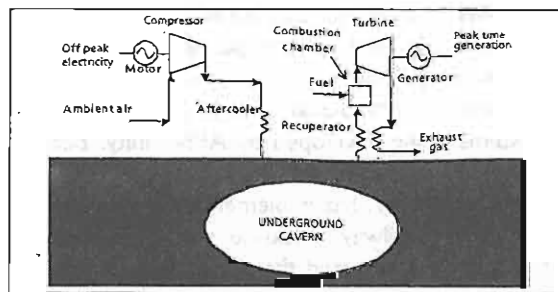 Compressor
Off peak
electricity
Motor
Ambient air
Aftercooler
Turbine
Combustion
chamber
Fuel
Recuperator
Generator
Peak time
generation
Exhaust
gas
UNDERGROUND
CAVERN